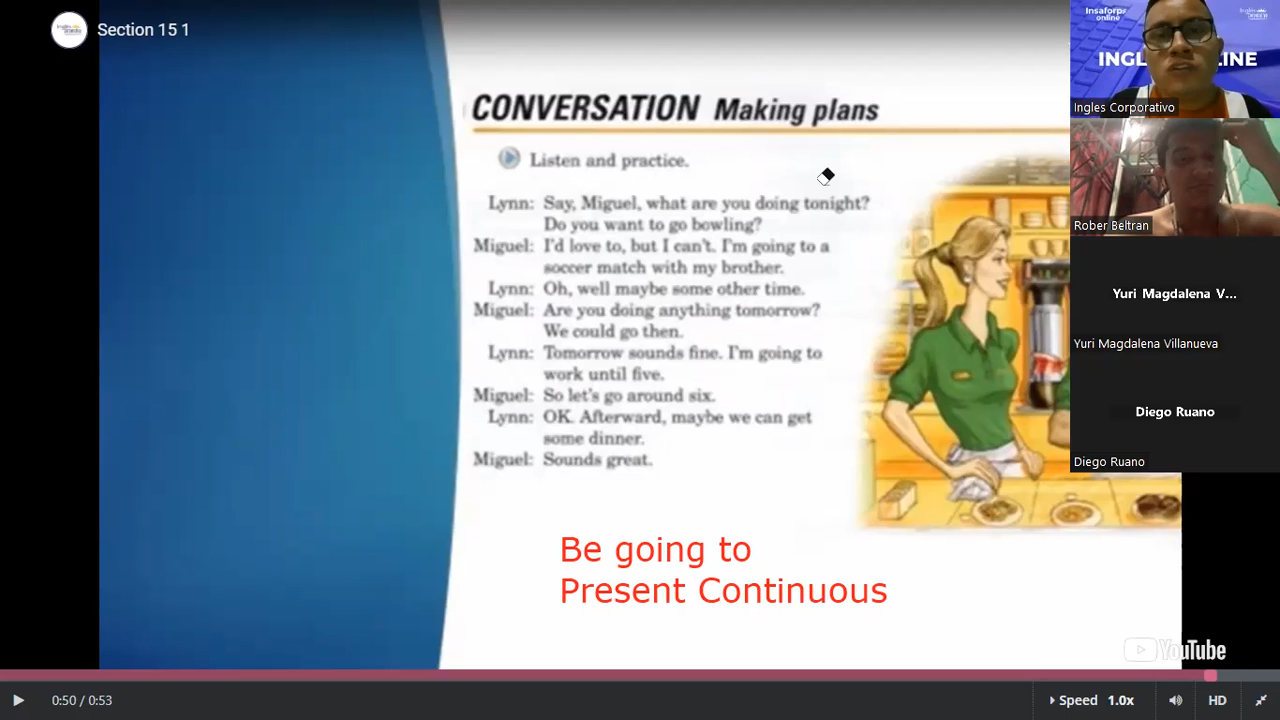 Section 15 1
CONVERSATION Making plans
Listen and practice.
Lynn: Say, Miguel, what are you doing tonight?
Do you want to go bowling?
Miguel: I'd love to, but I can't. I'm going to a
soccer match with my brother.
Lynn: Oh, well maybe some other time.
Miguel: Are you doing anything tomorrow?
We could go then.
Lynn: Tomorrow sounds fine. I'm going to
work until five.
Miguel: So let's go around six.
Lynn: OK. Afterward, maybe we can get
some dinner.
Miguel: Sounds great.
Be going to
Present Continuous
YouTube
Insaforp
online
INGL LINE
Ingles Corporativo
Rober Beltran
Yuri Magdalena V...
Yuri Magdalena Villanueva
Diego Ruano
Diego Ruano
0:50 / 0:53
Speed 1.0x
HD